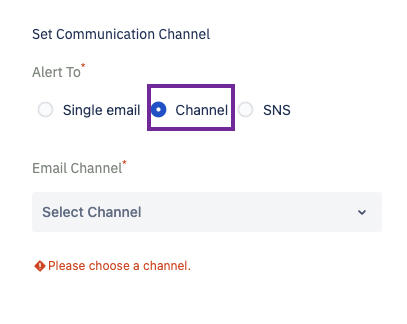 Set Communication Channel
Alert To*
Single email Channel SNS
Email Channel*
Select Channel
Please choose a channel.